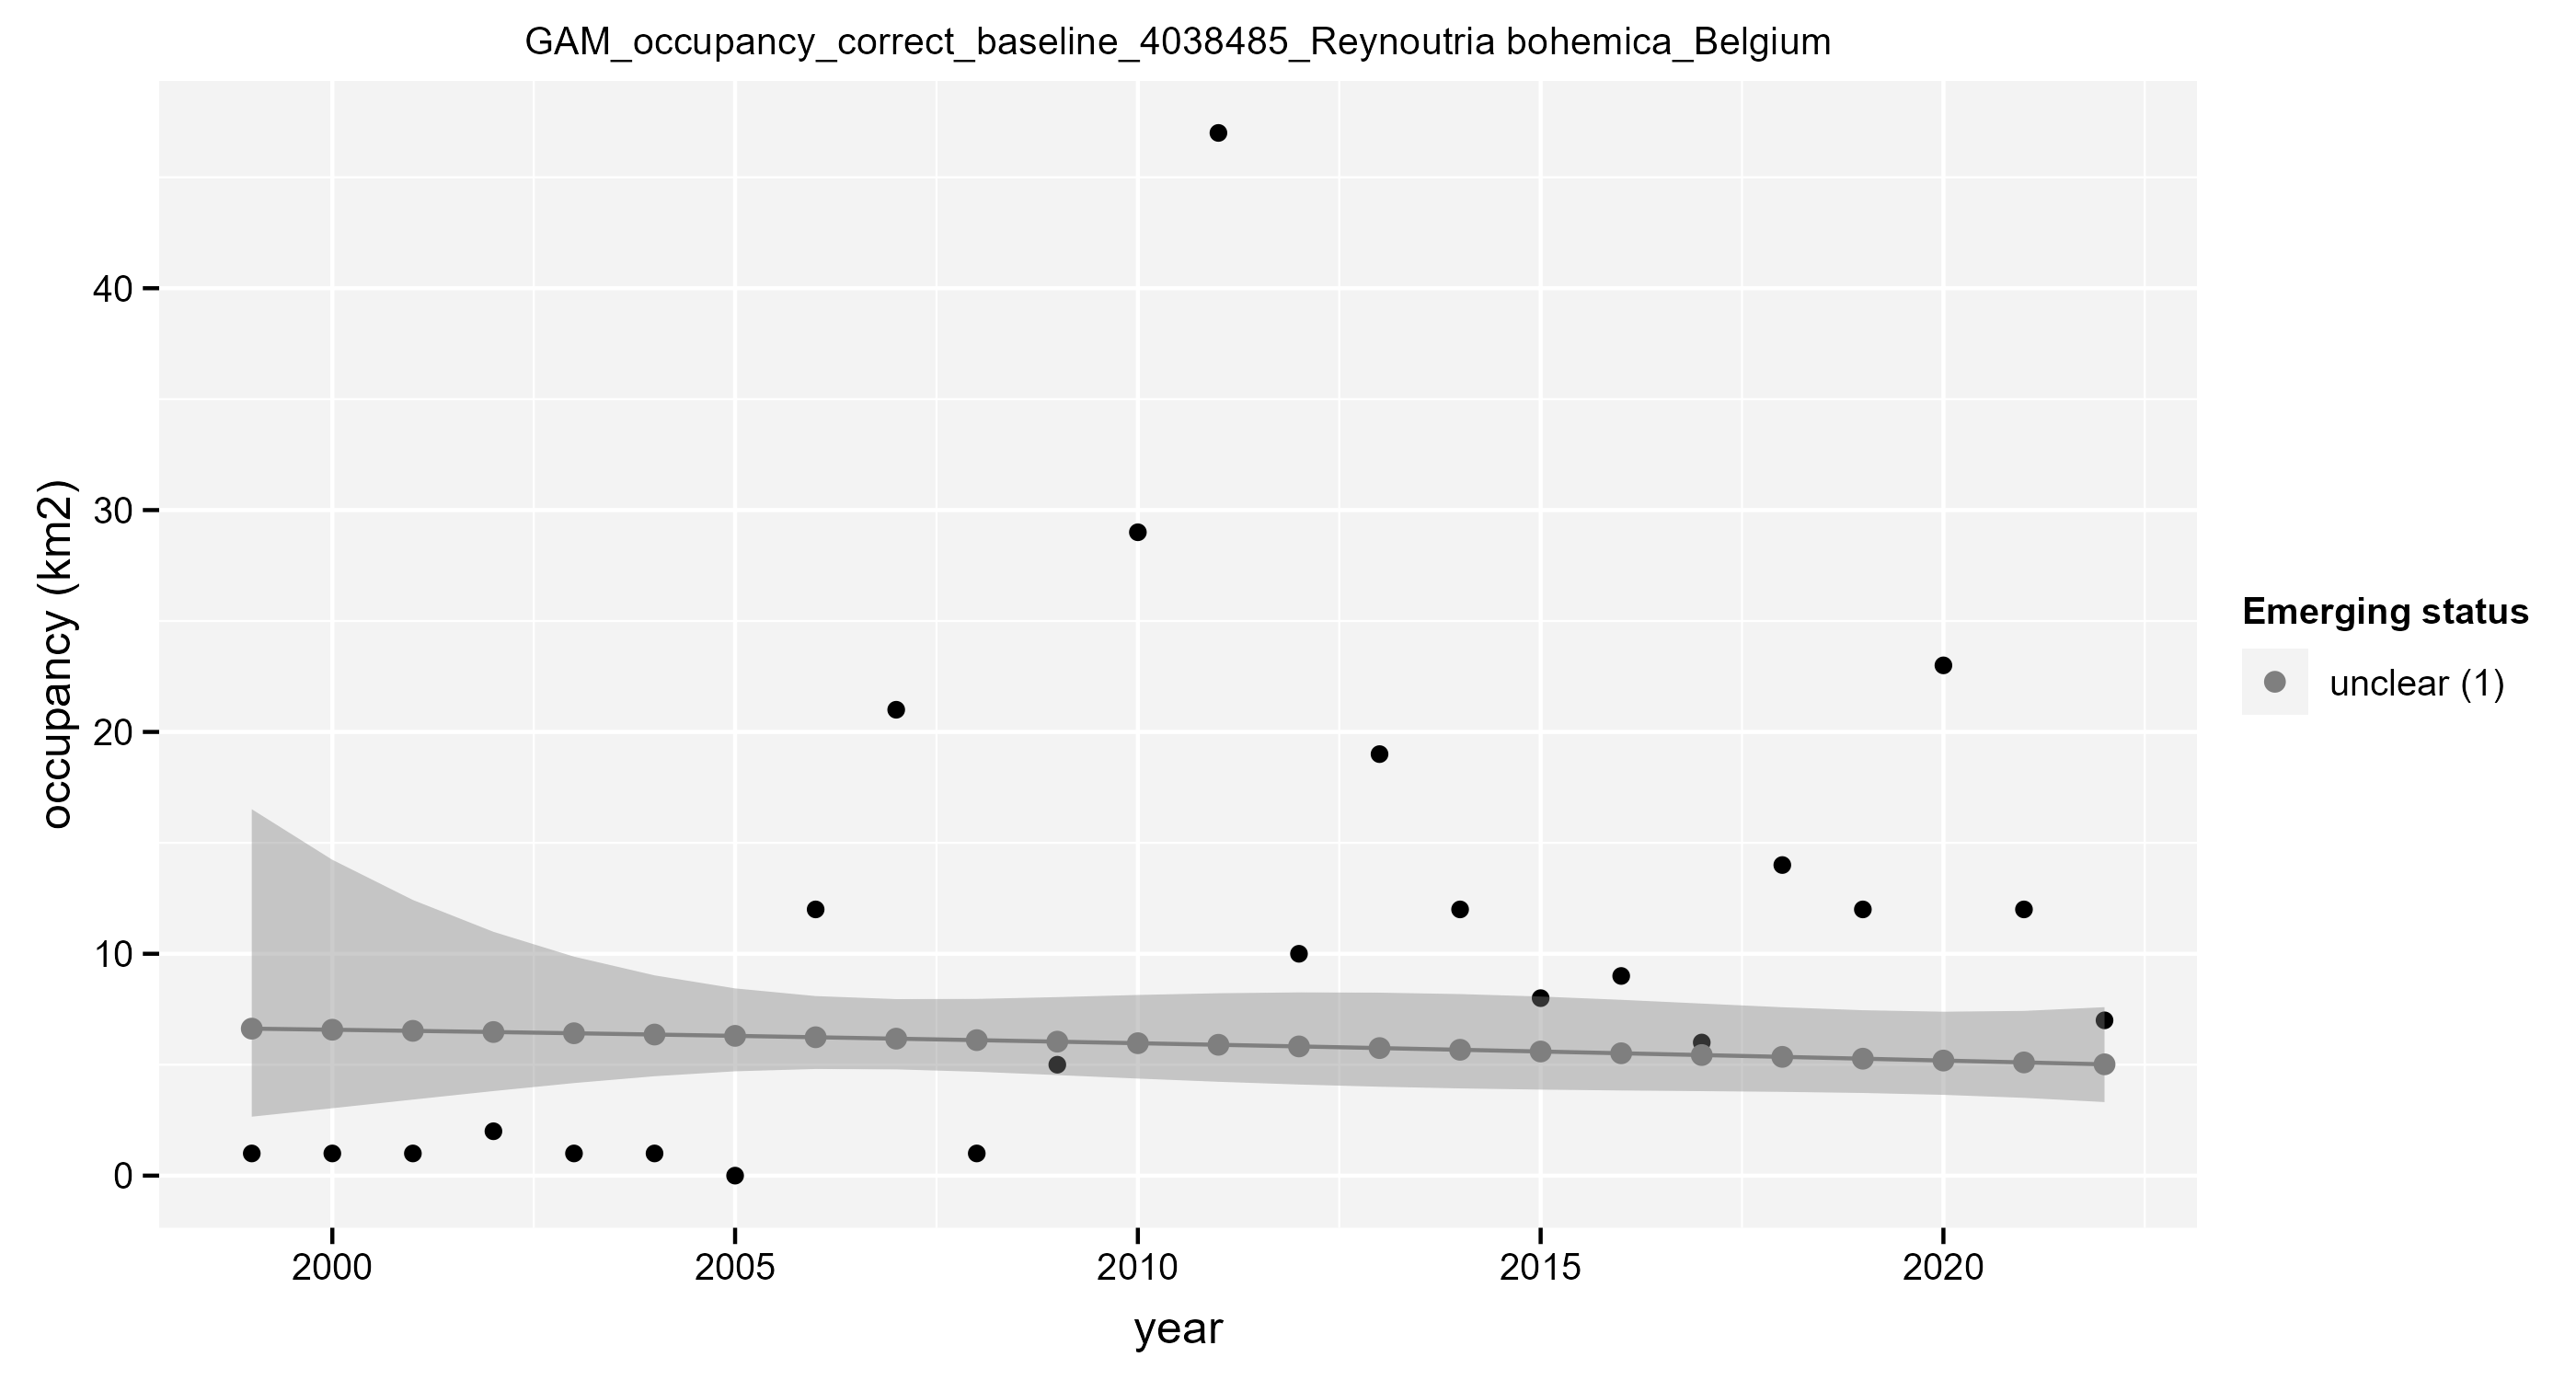 GAM_occupancy_correct_baseline_4038485_Reynoutria bohemica_Belgium
occupancy (km2)
40
30
20
10
0
2000 2005 2010 2015 2020
year
Emerging status
unclear (1)